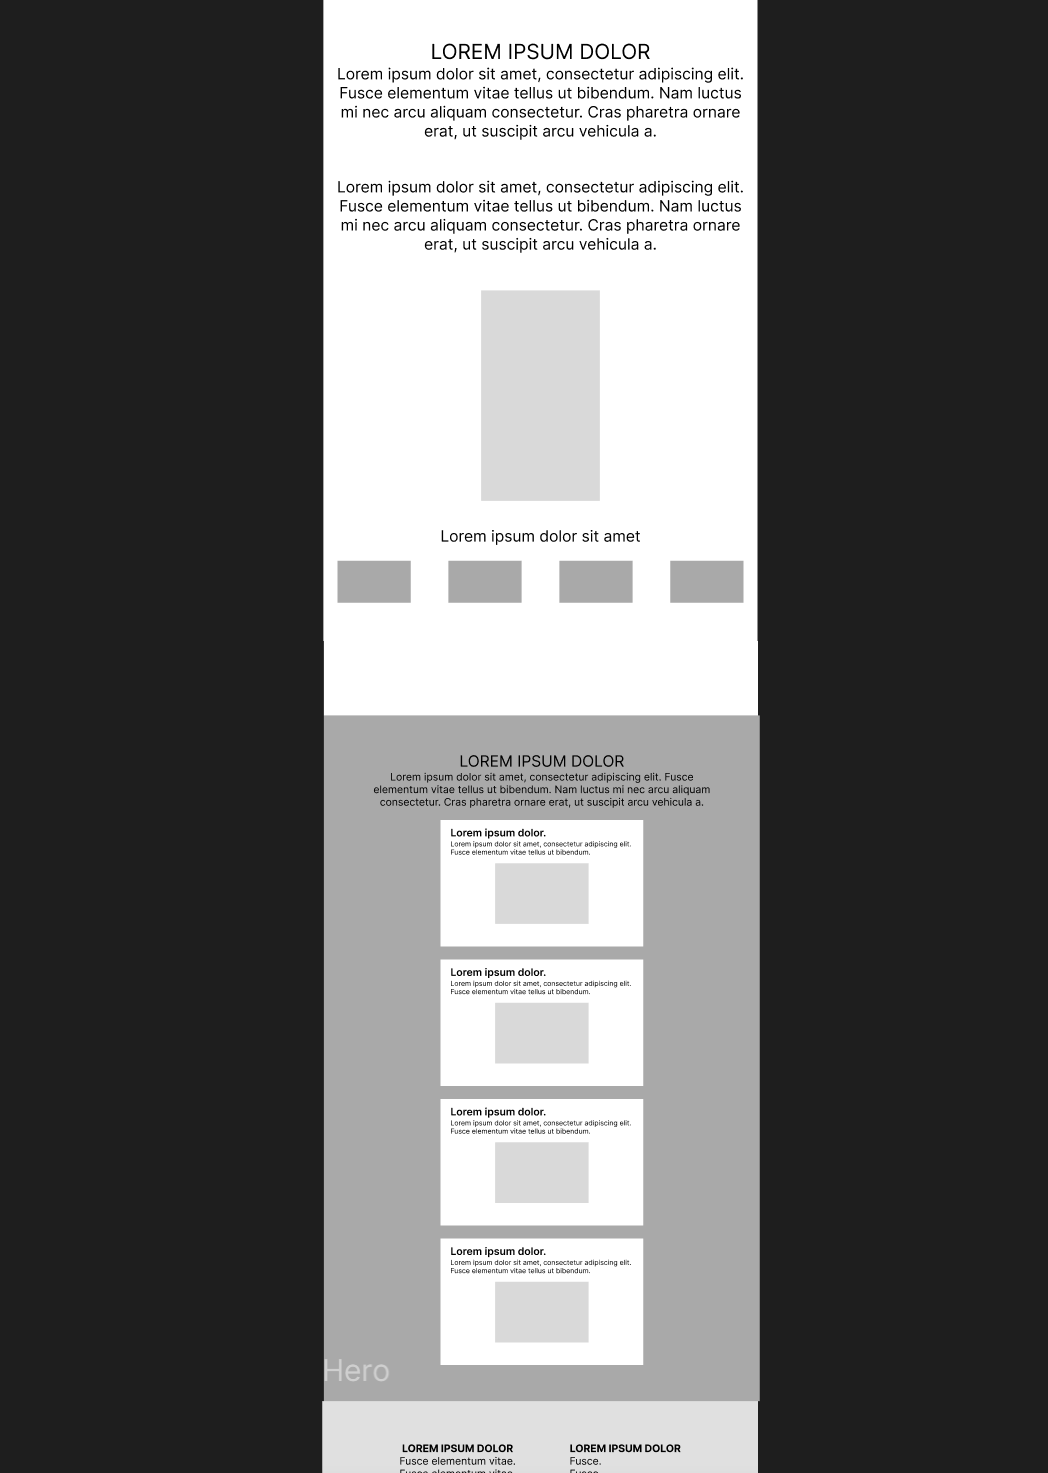 LOREM IPSUM DOLOR
Lorem ipsum dolor sit amet, consectetur adipiscing elit.
Fusce elementum vitae tellus ut bibendum. Nam luctus
mi nec arcu aliquam consectetur. Cras pharetra ornare
erat, ut suscipit arcu vehicula a.
Lorem ipsum dolor sit amet, consectetur adipiscing elit.
Fusce elementum vitae tellus ut bibendum. Nam luctus
mi nec arcu aliquam consectetur. Cras pharetra ornare
erat, ut suscipit arcu vehicula a.
Lorem ipsum dolor sit amet
LOREM IPSUM DOLOR
Lorem ipsum dolor sit amet, consectetur adipiscing elit. Fusce
elementum vitae tellus ut bibendum. Nam luctus mi nec arcu aliquam
consectetur. Cras pharetra ornare erat, ut suscipit arcu vehicula a.
Lorem ipsum dolor.
Lorem ipsum dolor sit amet, consectetur adipiscing elit.
Fusce elementum vitae tellus ut bibendum.
Lorem ipsum dolor.
Lorem ipsum dolor sit amet, consectetur adipiscing elit.
Fusce elementum vitae tellus ut bibendum.
Lorem ipsum dolor.
Lorem ipsum dolor sit amet, consectetur adipiscing elit.
Fusce elementum vitae tellus ut bibendum.
Lorem ipsum dolor.
Lorem ipsum dolor sit amet, consectetur adipiscing elit.
Fusce elementum vitae tellus ut bibendum.
Hero
LOREM IPSUM DOLOR
Fusce elementum vitae.
LOREM IPSUM DOLOR
Fusce.